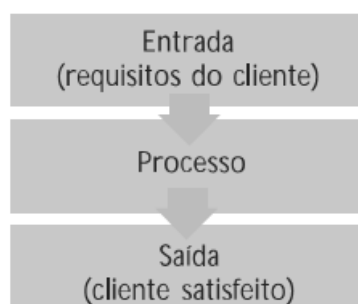 Entrada
(requisitos do cliente)
Processo
Saída
(cliente satisfeito)